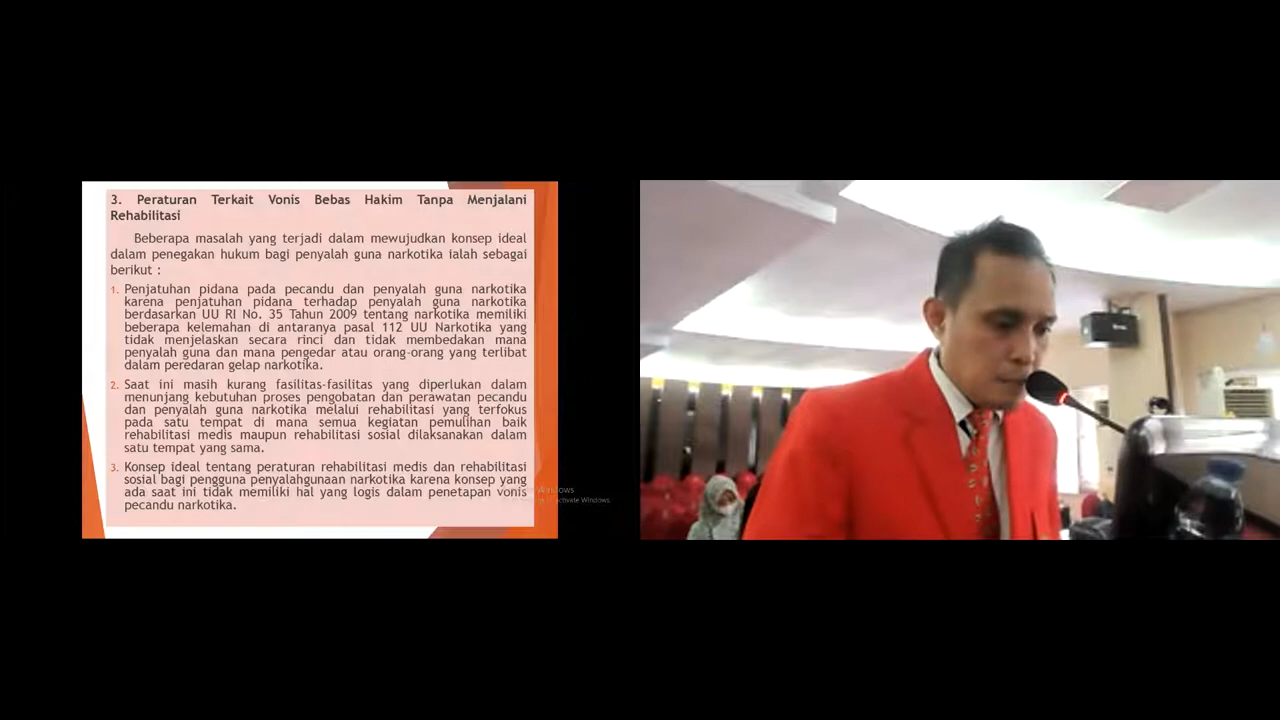 3. Peraturan Terkait Vonis Bebas Hakim Tanpa Menjalani
Rehabilitasi
Beberapa masalah yang terjadi dalam mewujudkan konsep ideal
dalam penegakan hukum bagi penyalah guna narkotika ialah sebagai
berikut :
1. Penjatuhan pidana pada pecandu dan penyalah guna narkotika
karena penjatuhan pidana terhadap penyalah guna narkotika
berdasarkan UU RI No. 35 Tahun 2009 tentang narkotika memiliki
beberapa kelemahan di antaranya pasal 112 UU Narkotika yang
tidak menjelaskan secara rinci dan tidak membedakan mana
penyalah guna dan mana pengedar atau orang-orang yang terlibat
dalam peredaran gelap narkotika.
2. Saat ini masih kurang fasilitas-fasilitas yang diperlukan dalam
menunjang kebutuhan proses pengobatan dan perawatan pecandu
dan penyalah guna narkotika melalui rehabilitasi yang terfokus
pada satu tempat di mana semua kegiatan pemulihan baik
rehabilitasi medis maupun rehabilitasi sosial dilaksanakan dalam
satu tempat yang sama.
3. Konsep ideal tentang peraturan rehabilitasi medis dan rehabilitasi
sosial bagi pengguna penyalahgunaan narkotika karena konsep yang
ada saat ini tidak memiliki hal yang logis dalam penetapan vonis
pecandu narkotika.
Windows
activate Windows.